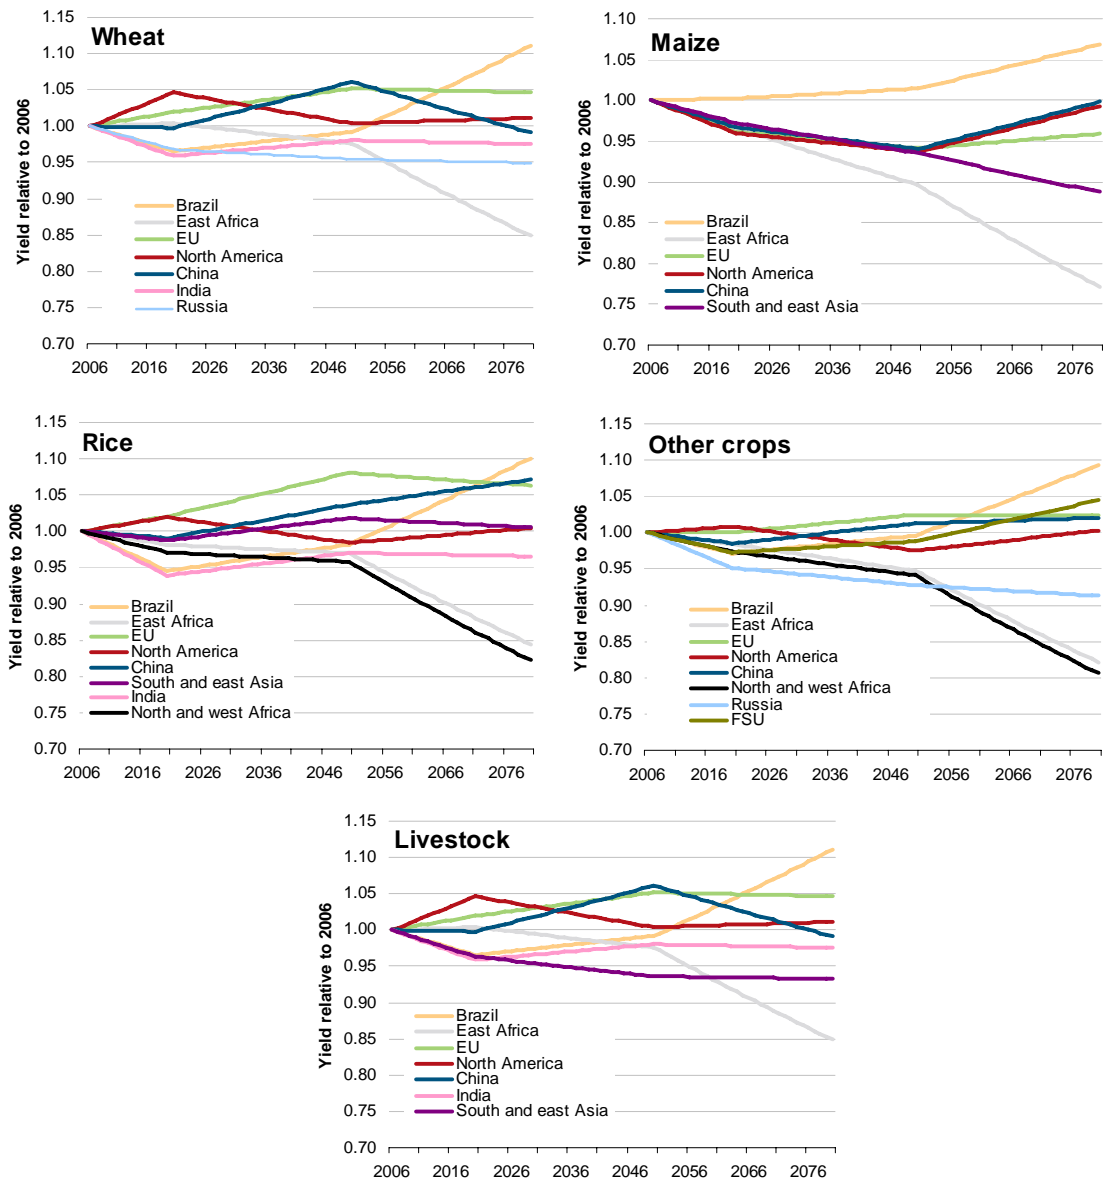 Wheat
Yield relative to 2006
1.15
1.10
1.05
1.00
0.95
0.90
0.85
0.80
0.75
0.70
Brazil
East Africa
EU
North America
China
India
Russia
2006 2016 2026 2036 2046 2056 2066 2076
Maize
Yield relative to 2006
1.10
1.05
1.00
0.95
0.90
0.85
0.80
0.75
0.70
Brazil
East Africa
EU
North America
China
South and east Asia
2006 2016 2026 2036 2046 2056 2066 2076
Rice
Yield relative to 2006
1.15
1.10
1.05
1.00
0.95
0.90
0.85
0.80
0.75
0.70
Brazil
East Africa
EU
North America
China
South and east Asia
India
North and west Africa
2006 2016 2026 2036 2046 2056 2066 2076
Other crops
Yield relative to 2006
1.15
1.10
1.05
1.00
0.95
0.90
0.85
0.80
0.75
0.70
Brazil
East Africa
EU
North America
China
North and west Africa
Russia
FSU
2006 2016 2026 2036 2046 2056 2066 2076
Livestock
Yield relative to 2006
1.15
1.10
1.05
1.00
0.95
0.90
0.85
0.80
0.75
0.70
Brazil
East Africa
EU
North America
China
India
South and east Asia
2006 2016 2026 2036 2046 2056 2066 2076